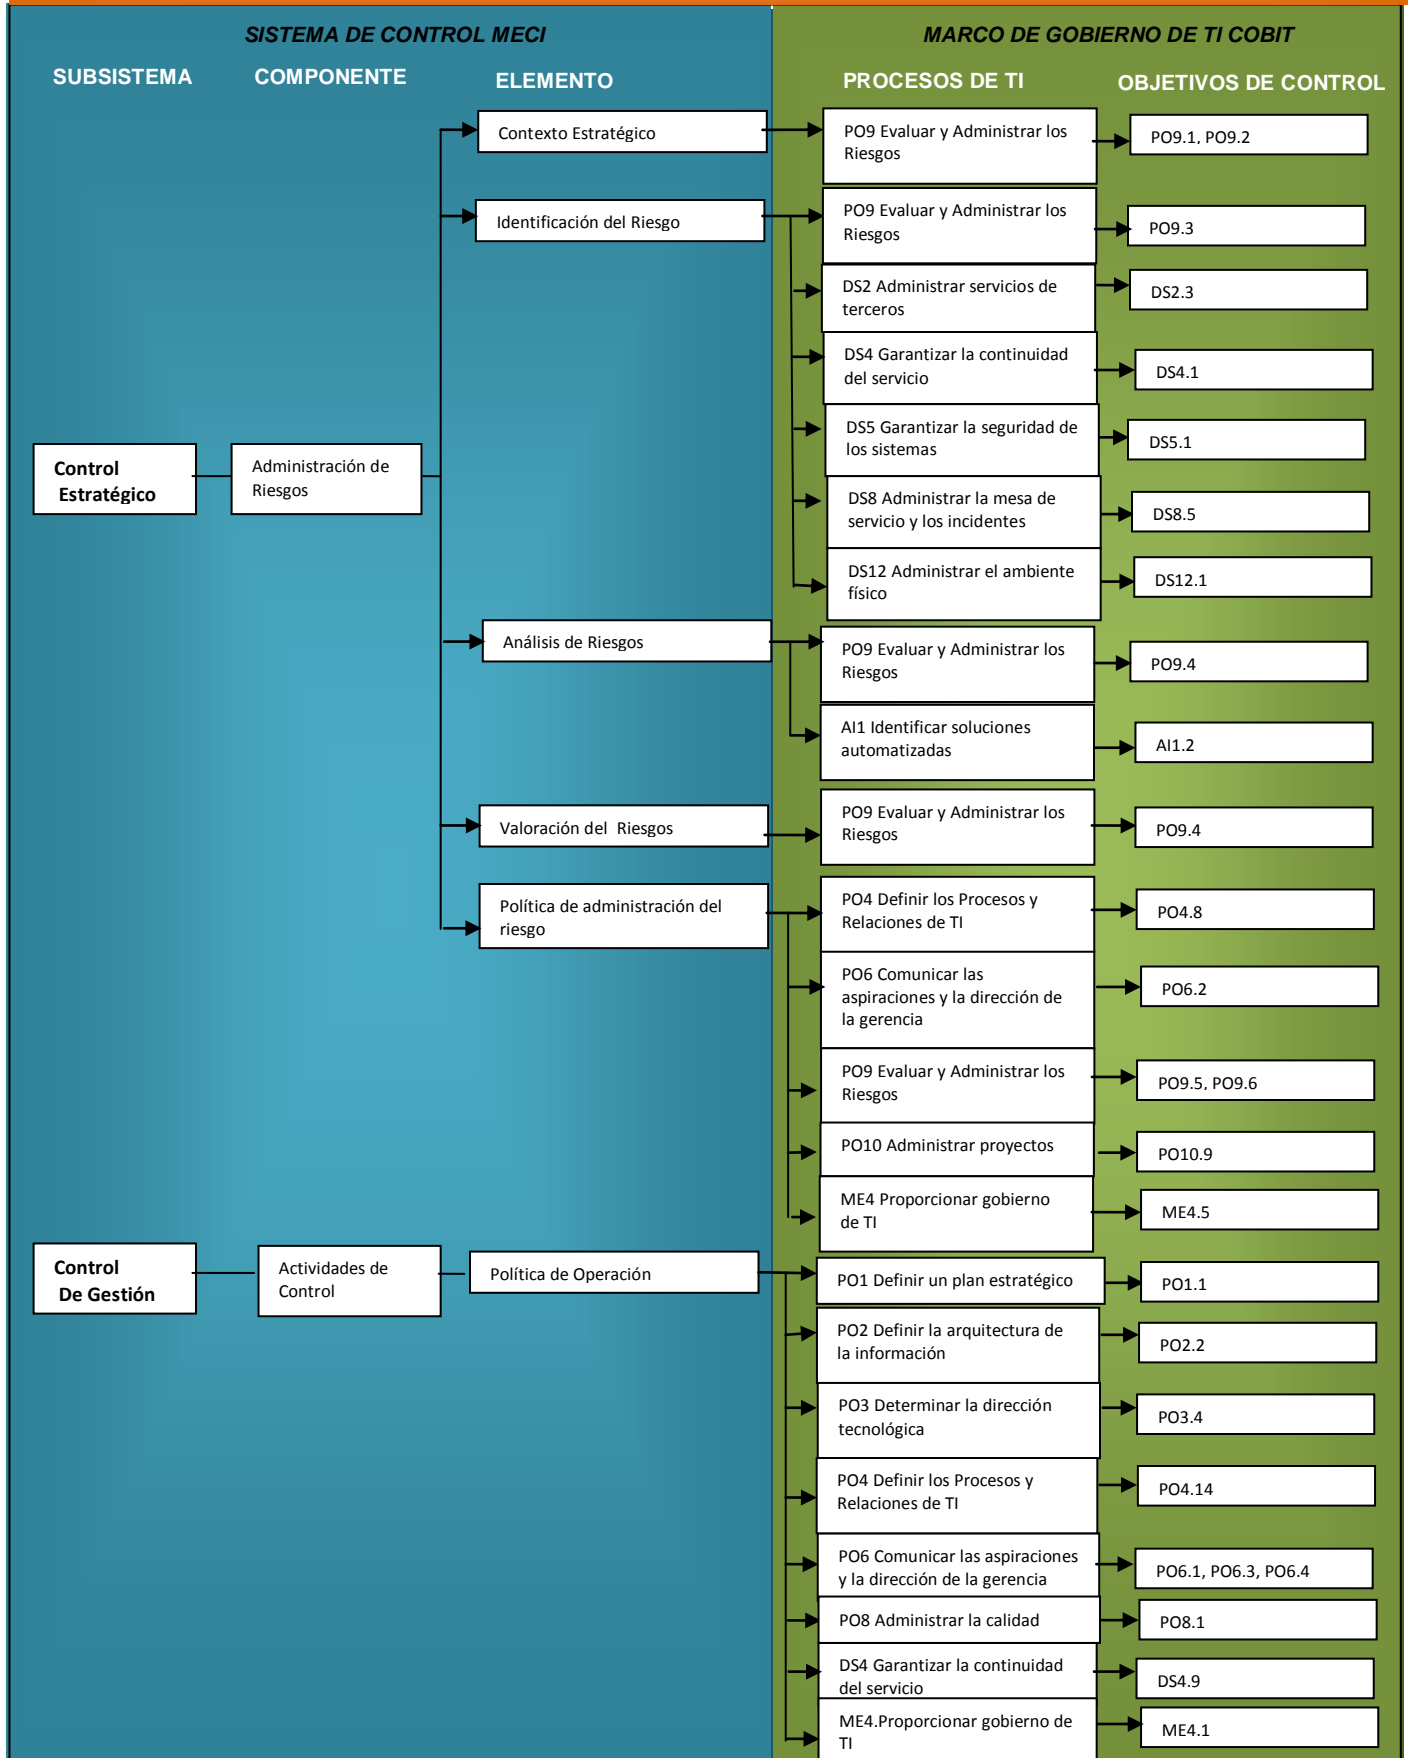 SISTEMA DE CONTROL MECI
MARCO DE GOBIERNO DE TI COBIT
SUBSISTEMA
COMPONENTE
ELEMENTO
PROCESOS DE TI
OBJETIVOS DE CONTROL
Contexto Estratégico
PO9 Evaluar y Administrar los
Riesgos
PO9.1, PO9.2
Identificación del Riesgo
PO9 Evaluar y Administrar los
Riesgos
PO9.3
DS2 Administrar servicios de
terceros
DS2.3
DS4 Garantizar la continuidad
del servicio
DS4.1
DS5 Garantizar la seguridad de
los sistemas
DS5.1
Control
Estratégico
Administración de
Riesgos
DS8 Administrar la mesa de
servicio y los incidentes
DS8.5
DS12 Administrar el ambiente
físico
DS12.1
Análisis de Riesgos
PO9 Evaluar y Administrar los
Riesgos
PO9.4
AI1 Identificar soluciones
automatizadas
AI1.2
Valoración del  Riesgos
PO9 Evaluar y Administrar los
Riesgos
PO9.4
Política de administración del
riesgo
PO4 Definir los Procesos y
Relaciones de TI
PO4.8
PO6 Comunicar las
aspiraciones y la dirección de
la gerencia
PO6.2
PO9 Evaluar y Administrar los
Riesgos
PO9.5, PO9.6
PO10 Administrar proyectos
PO10.9
ME4 Proporcionar gobierno
de TI
ME4.5
Control
De Gestión
Actividades de
Control
Política de Operación
PO1 Definir un plan estratégico
PO1.1
PO2 Definir la arquitectura de
la información
PO2.2
PO3 Determinar la dirección
tecnológica
PO3.4
PO4 Definir los Procesos y
Relaciones de TI
PO4.14
PO6 Comunicar las aspiraciones
y la dirección de la gerencia
PO6.1, PO6.3, PO6.4
PO8 Administrar la calidad
PO8.1
DS4 Garantizar la continuidad
del servicio
DS4.9
ME4.Proporcionar gobierno de
TI
ME4.1